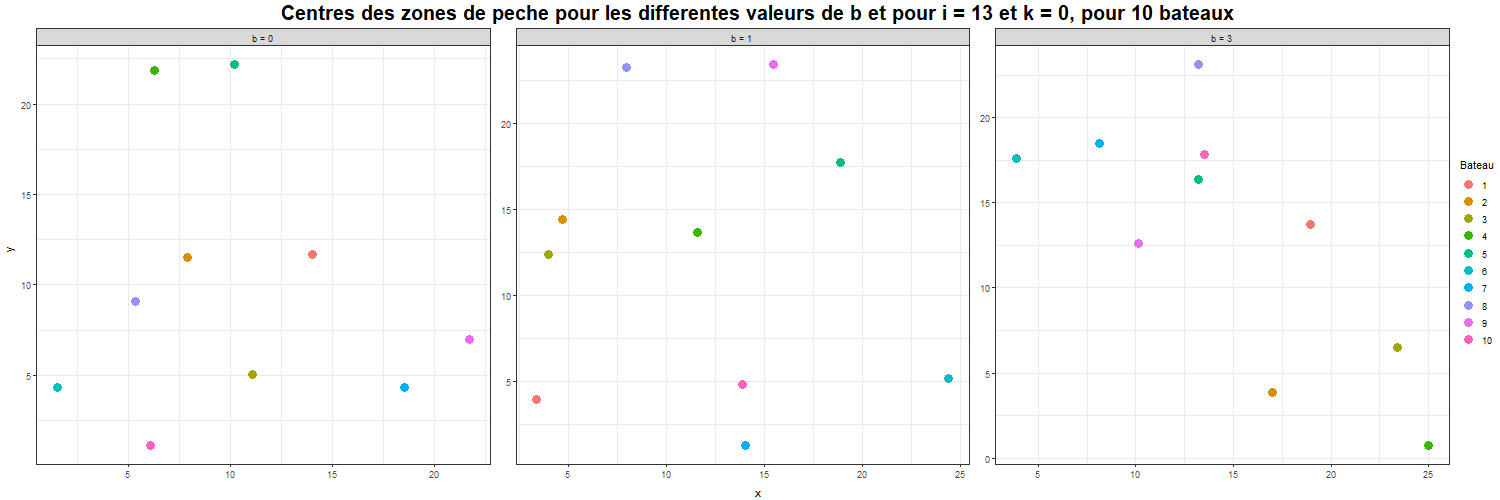 Centres des zones de peche pour les differentes valeurs de b et pour i = 13 et k = 0, pour 10 bateaux
b = 0
b = 1
b = 3
y
20
15
10
5
20
15
10
5
20
15
10
5
0
5 10 15 20
5 10 15 20 25
5 10 15 20 25
x
Bateau
1
2
3
4
5
6
7
8
9
10